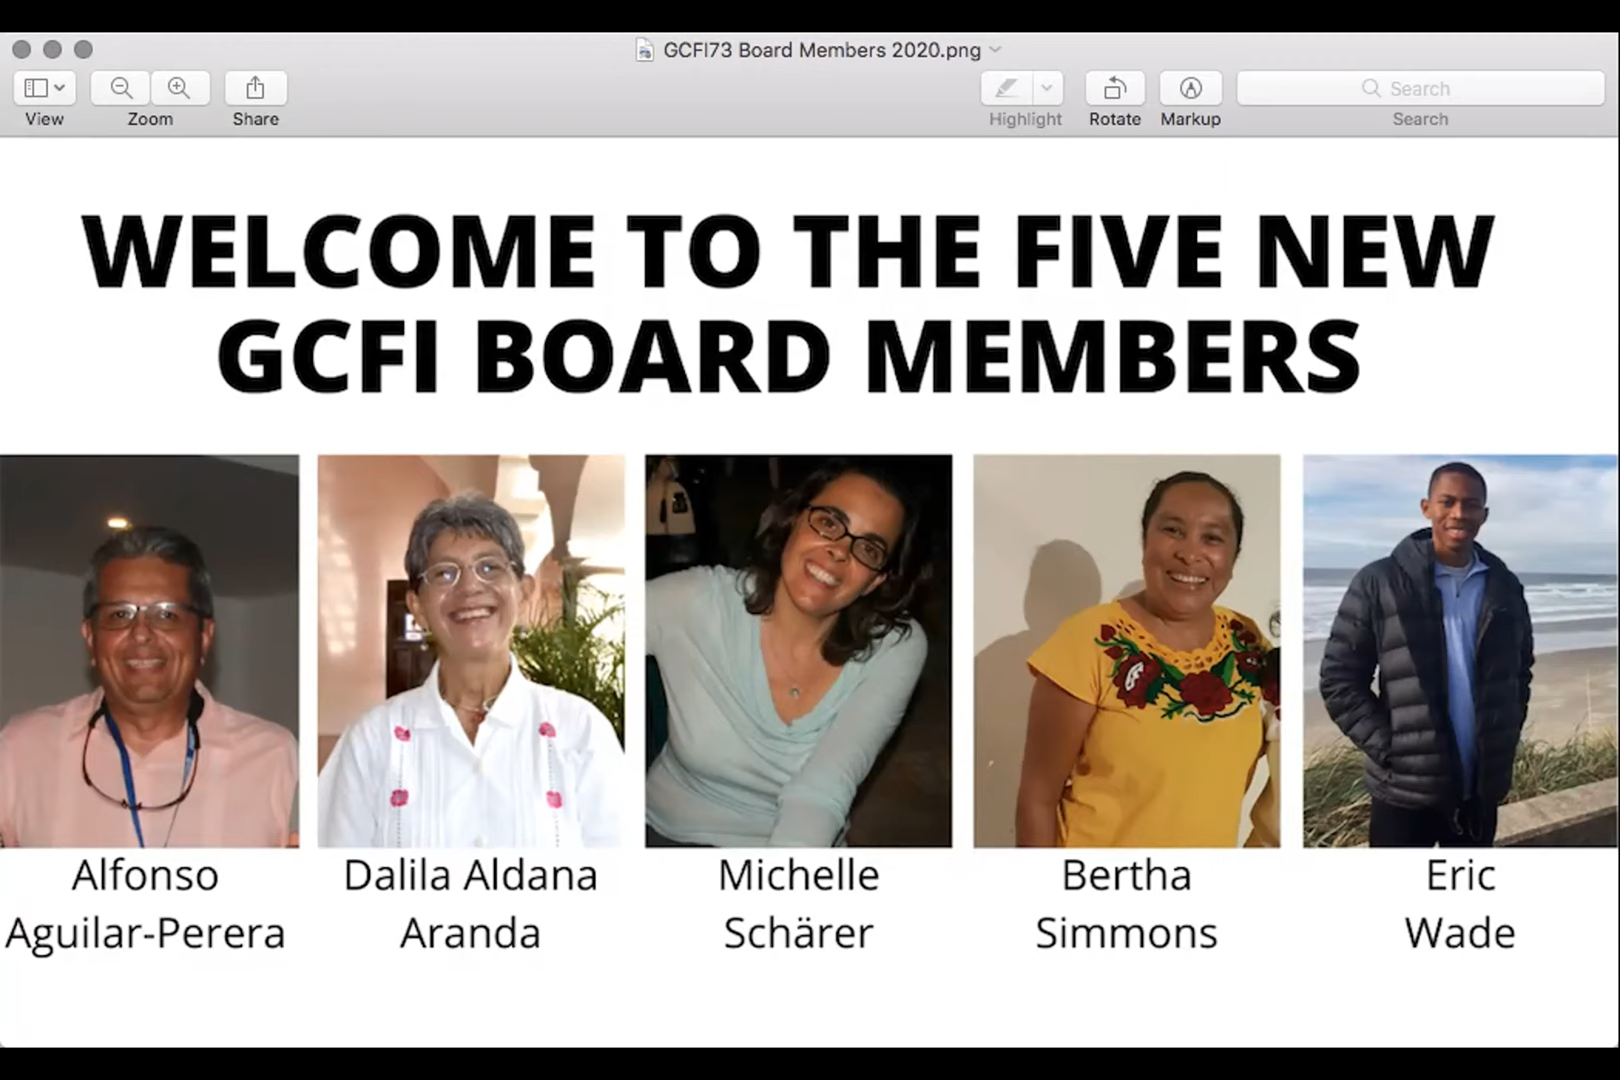 GCFI73 Board Members 2020.png
View
Zoom
Share
Highlight
Rotate
Markup
Search
Search
WELCOME TO THE FIVE NEW
GCFI BOARD MEMBERS
Alfonso
Aguilar-Perera
Dalila Aldana
Aranda
Michelle
Schärer
Bertha
Simmons
Eric
Wade